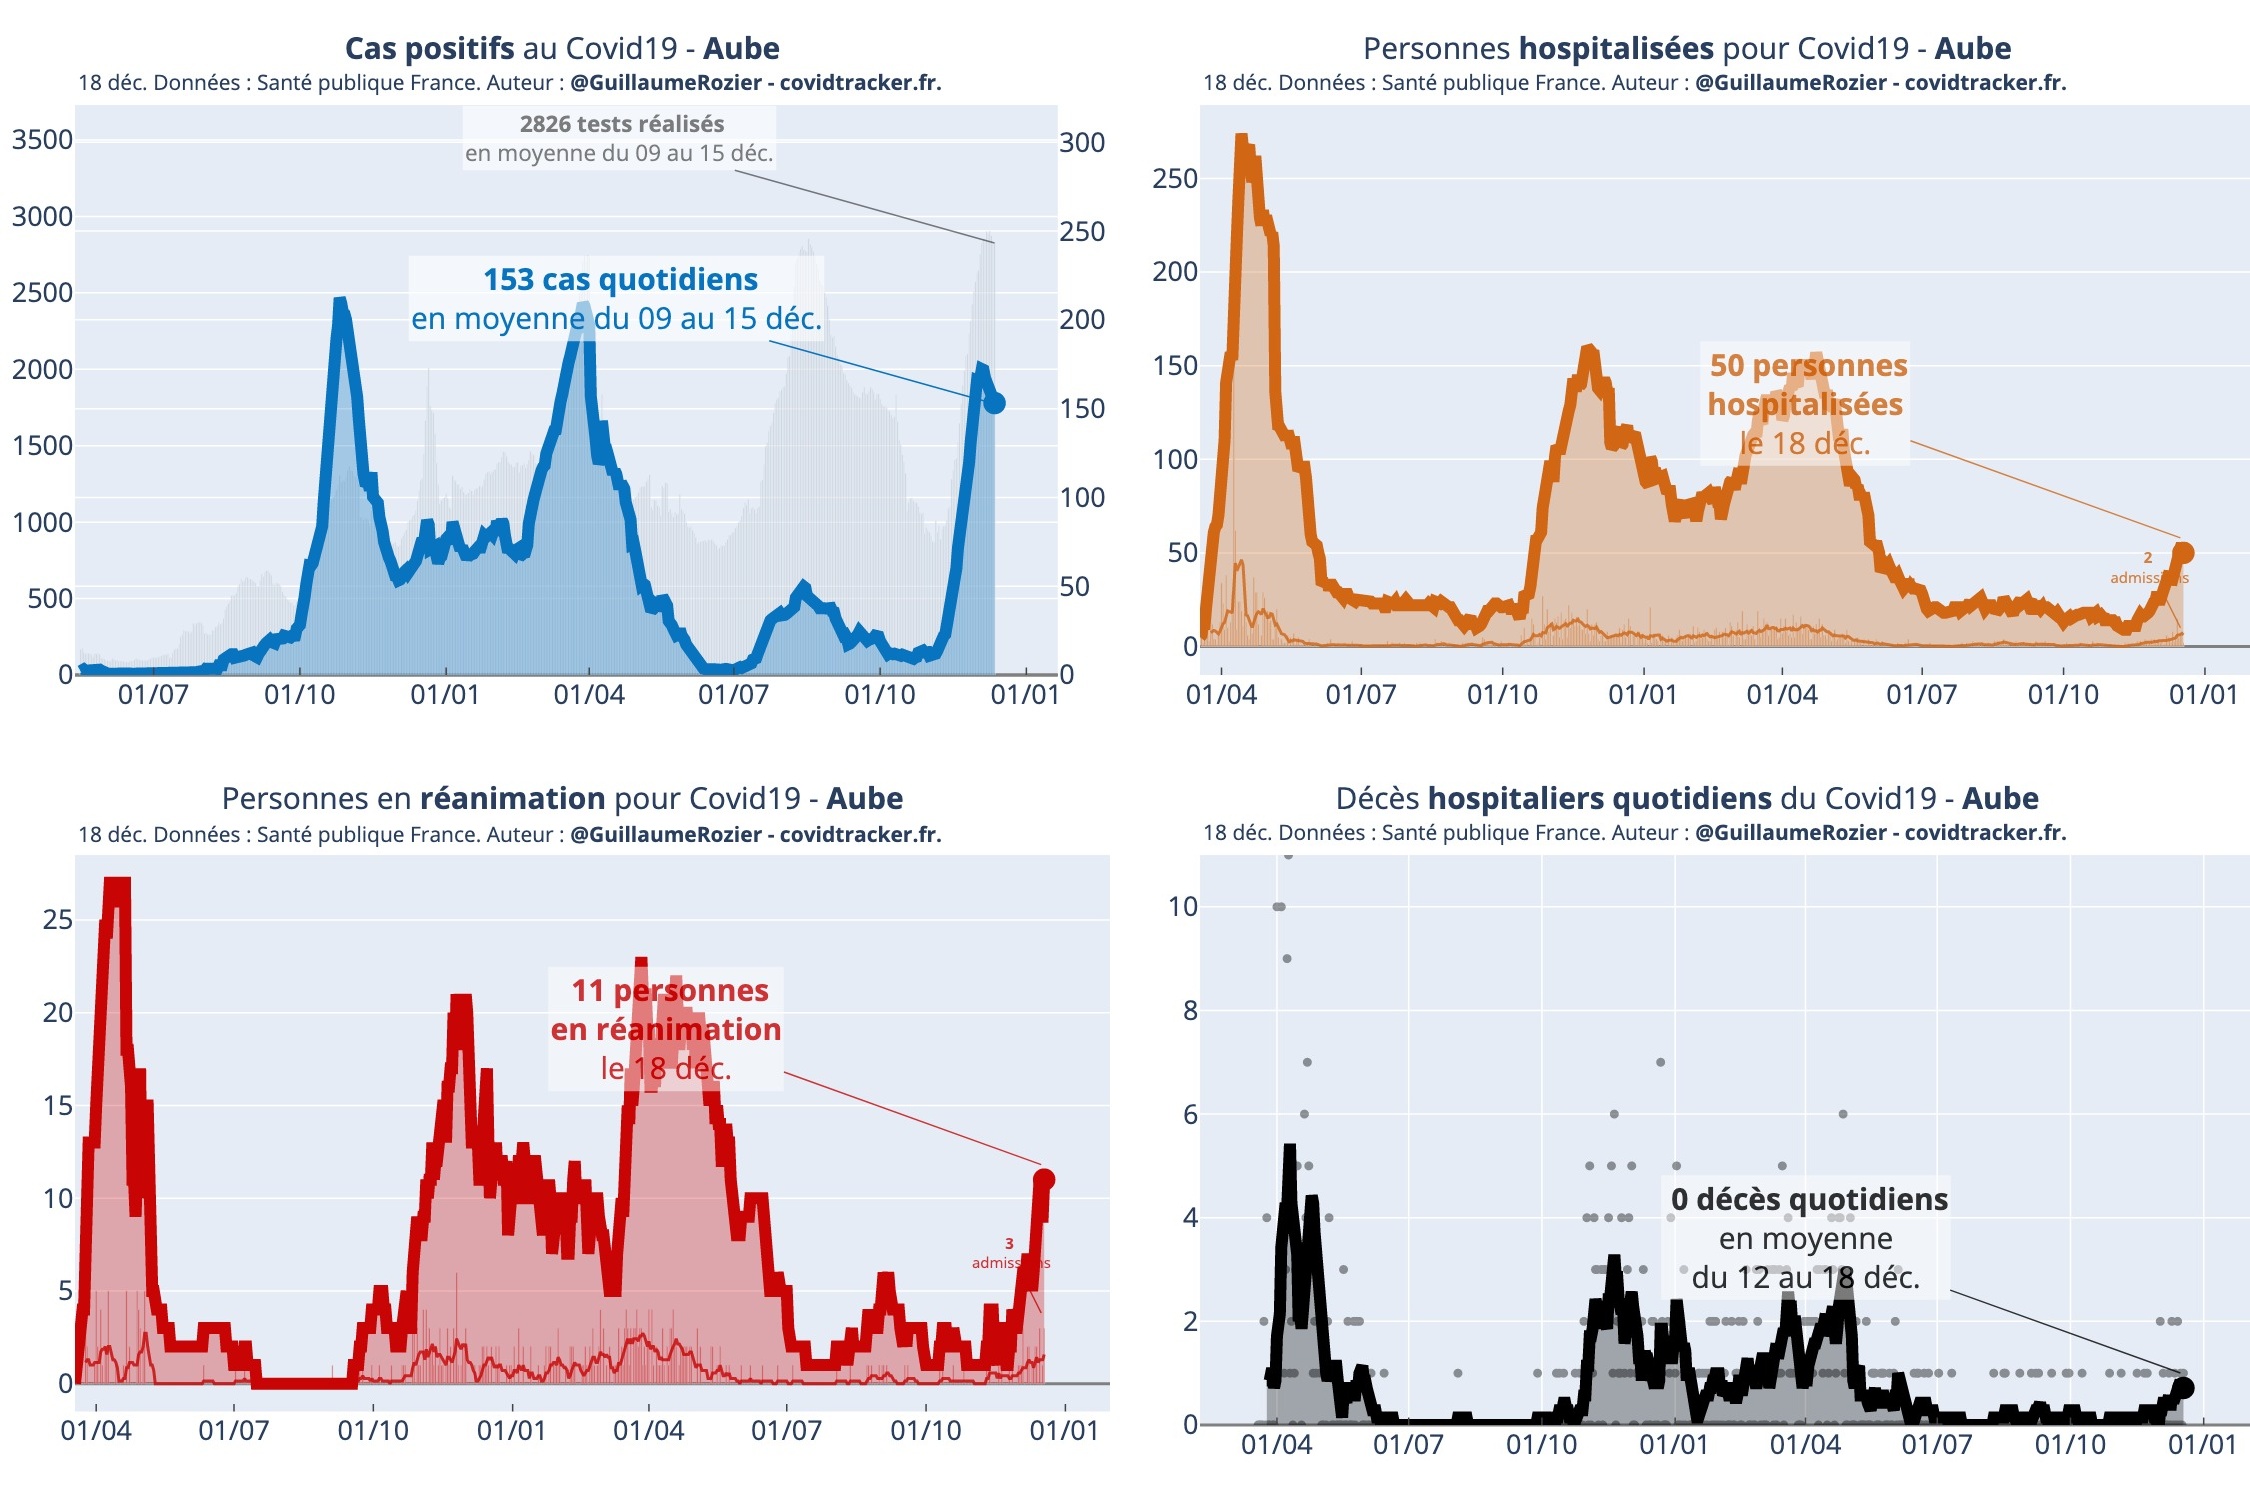 Cas positifs au Covid19 - Aube
18 déc. Données : Santé publique France. Auteur : @GuillaumeRozier - covidtracker.fr.
2826 tests réalisés
en moyenne du 09 au 15 déc.
153 cas quotidiens
en moyenne du 09 au 15 déc.
3500
3000
2500
2000
1500
1000
500
0
300
250
200
150
100
50
0
01/07 01/10 01/01 01/04 01/07 01/10 01/01
Personnes hospitalisées pour Covid19 - Aube
18 déc. Données : Santé publique France. Auteur : @GuillaumeRozier - covidtracker.fr.
250
200
150
100
50
0
50 personnes
hospitalisées
le 18 déc.
2
admissions
01/04 01/07 01/10 01/01 01/04 01/07 01/10 01/01
Personnes en réanimation pour Covid19 - Aube
18 déc. Données : Santé publique France. Auteur : @GuillaumeRozier - covidtracker.fr.
25
20
15
10
5
0
11 personnes
en réanimation
le 18 déc.
3
admissions
01/04 01/07 01/10 01/01 01/04 01/07 01/10 01/01
Décès hospitaliers quotidiens du Covid19 - Aube
18 déc. Données : Santé publique France. Auteur : @GuillaumeRozier - covidtracker.fr.
10
8
6
4
2
0
0 décès quotidiens
en moyenne
du 12 au 18 déc.
01/04 01/07 01/10 01/01 01/04 01/07 01/10 01/01